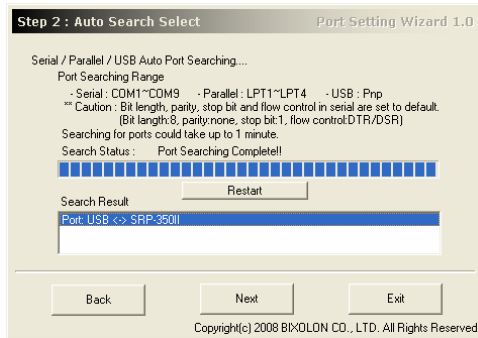 Step 2 : Auto Search Select
Port Setting Wizard 1.0
Serial / Parallel / USB Auto Port Searching....
Port Searching Range
- Serial : COM1~COM9 - Parallel : LPT1~LPT4 - USB : Pnp
** Caution : Bit length, parity, stop bit and flow control in serial are set to default.
(Bit length:8, parity:none, stop bit:1, flow control:DTR/DSR)
Searching for ports could take up to 1 minute.
Search Status : Port Searching Complete!!
Restart
Search Result
Port: USB <-> SRP-350II
Back Next Exit
Copyright(c) 2008 BIXOLON CO., LTD. All Rights Reserved